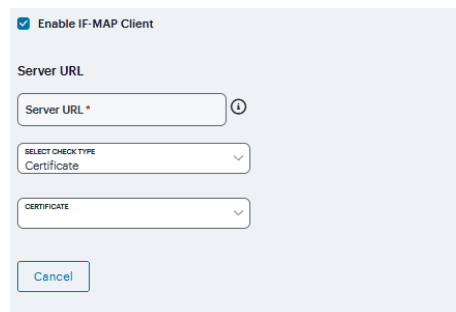 Enable IF-MAP Client
Server URL
Server URL *
SELECT CHECK TYPE
Certificate
CERTIFICATE
Cancel